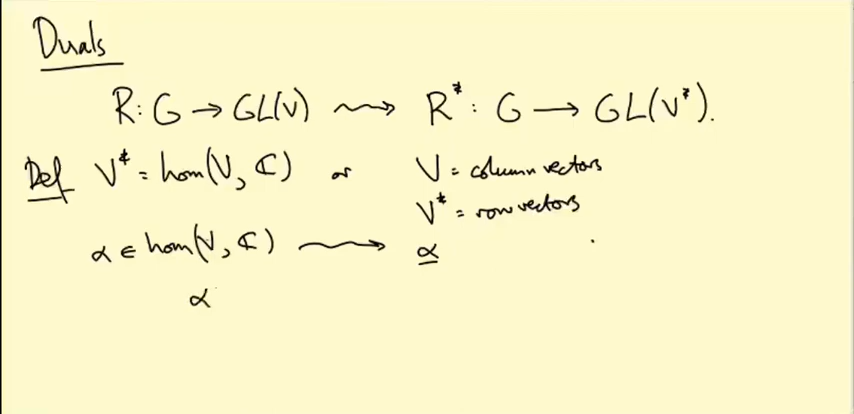 Duals
R: G → GL(V) ⇝ R*: G → GL(V*).
Def V* = hom(V, ℂ) or V = column vectors
V* = row vectors
α ∈ hom(V, ℂ) ⇝ α
α